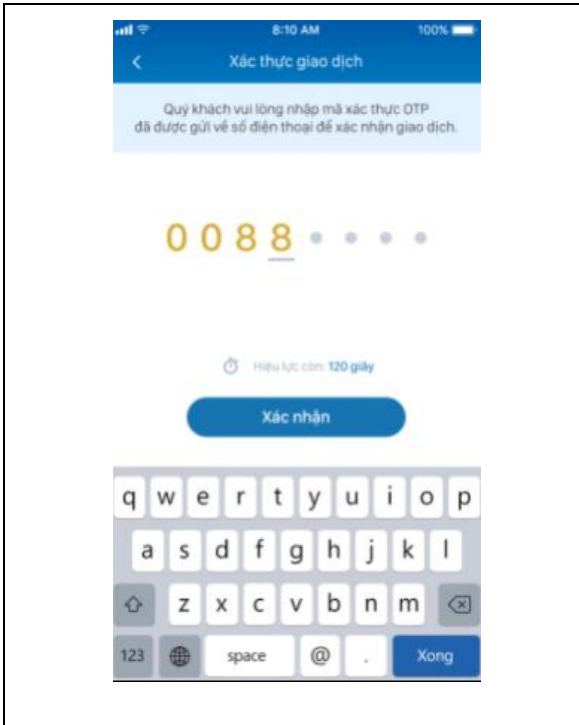 8:10 AM 100%
Xác thực giao dịch
Quý khách vui lòng nhập mã xác thực OTP
đã được gửi về số điện thoại để xác nhận giao dịch.
0088
Hiệu lực còn 120 giây
Xác nhận
q w e r t y u i o p
a s d f g h j k l
z x c v b n m
123 space @ . Xong